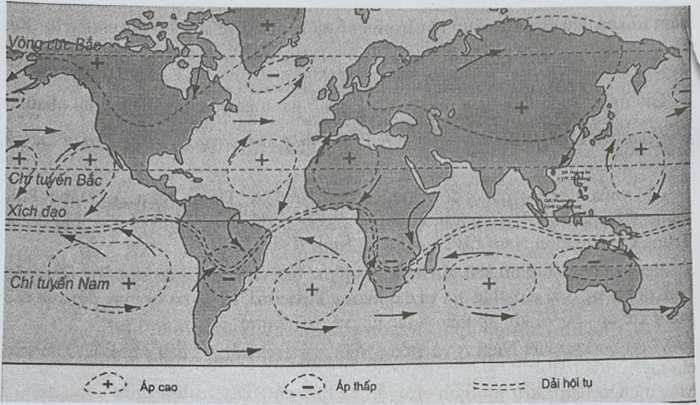 Vòng cực Bắc
Chí tuyến Bắc
Xích đạo
Chí tuyến Nam
Áp cao
Áp thấp
Dải hội tụ